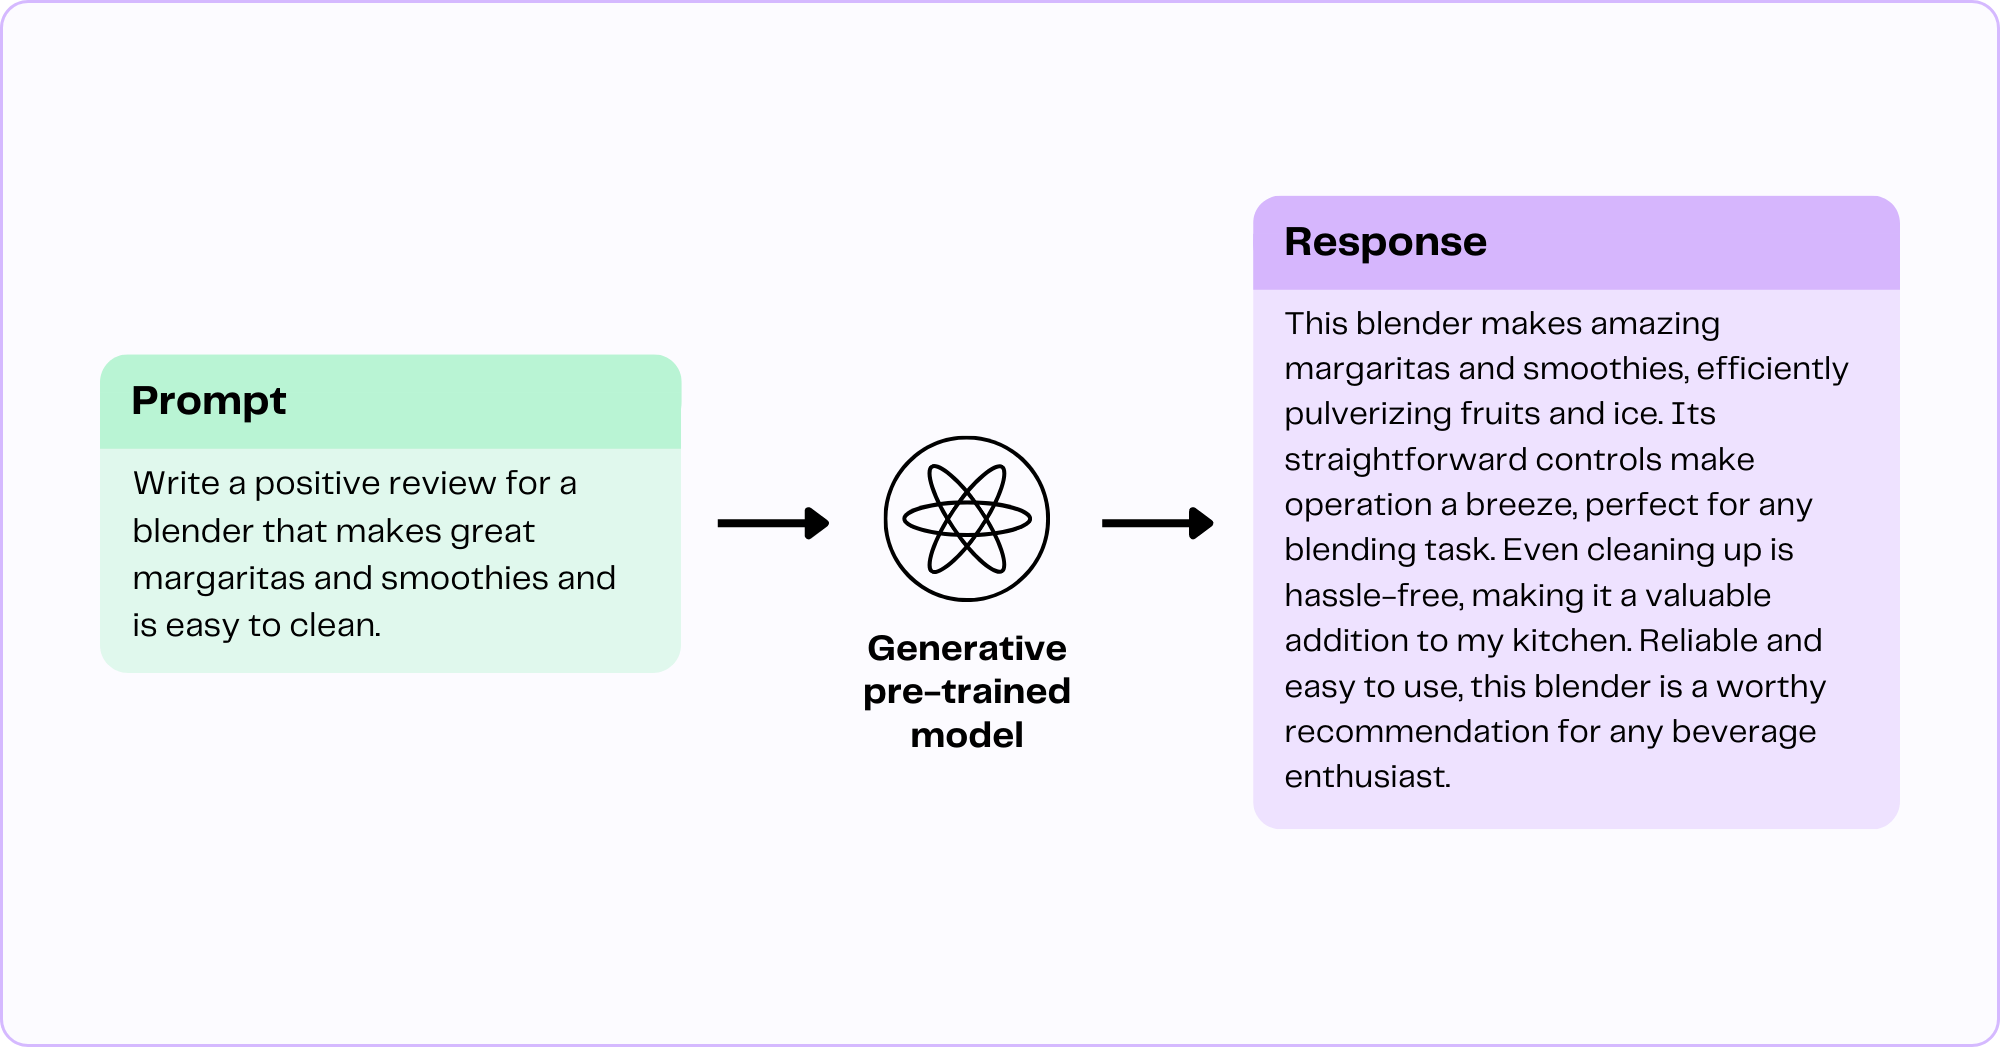 Prompt
Write a positive review for a
blender that makes great
margaritas and smoothies and
is easy to clean.
Generative
pre-trained
model
Response
This blender makes amazing
margaritas and smoothies, efficiently
pulverizing fruits and ice. Its
straightforward controls make
operation a breeze, perfect for any
blending task. Even cleaning up is
hassle-free, making it a valuable
addition to my kitchen. Reliable and
easy to use, this blender is a worthy
recommendation for any beverage
enthusiast.